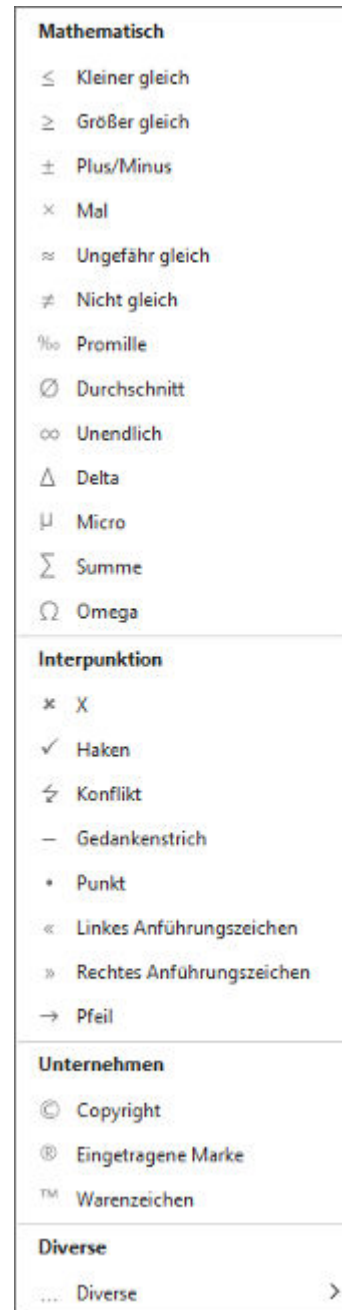 Mathematisch
≤ Kleiner gleich
≥ Größer gleich
± Plus/Minus
× Mal
≈ Ungefähr gleich
≠ Nicht gleich
‰ Promille
∅ Durchschnitt
∞ Unendlich
Δ Delta
μ Micro
∑ Summe
Ω Omega
Interpunktion
✖ X
✓ Haken
↯ Konflikt
– Gedankenstrich
• Punkt
« Linkes Anführungszeichen
» Rechtes Anführungszeichen
→ Pfeil
Unternehmen
© Copyright
® Eingetragene Marke
™ Warenzeichen
Diverse
... Diverse >